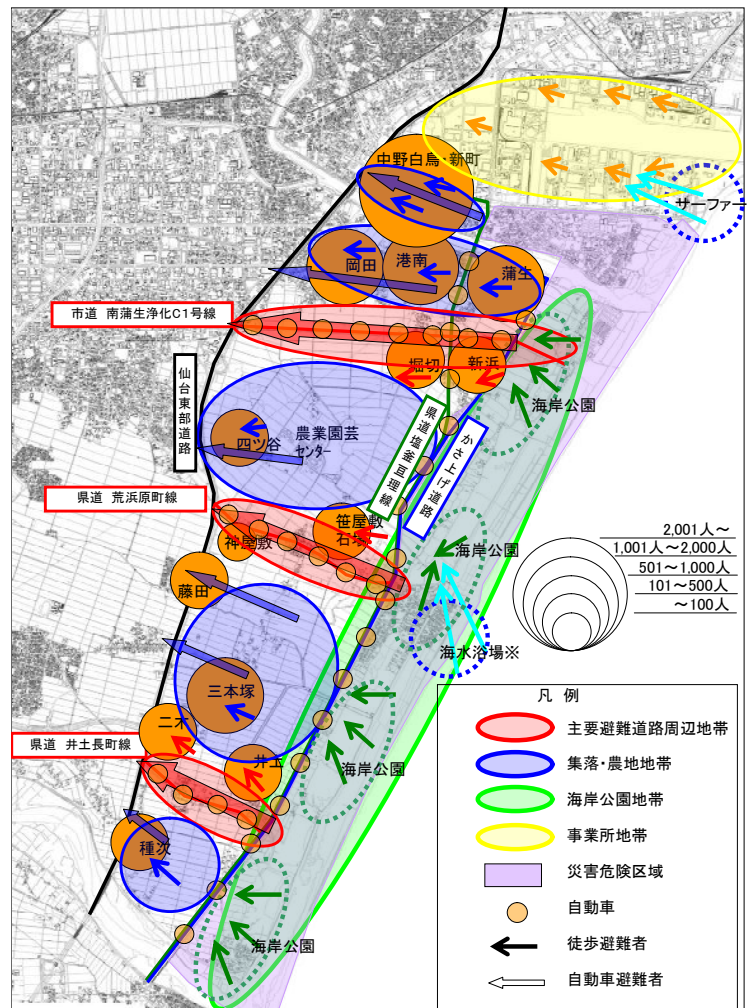 中野白鳥・新町
サーファー
岡田
港南
蒲生
市道 南蒲生浄化C1号線
堀切
新浜
海岸公園
仙台東部道路
四ツ谷
農業園芸
センター
県道塩釜亘理線
かさ上げ道路
県道 荒浜原町線
笹屋敷
石場
神屋敷
海岸公園
藤田
海水浴場※
三本塚
二木
県道 井土長町線
井土
海岸公園
種次
海岸公園
2,001人~
1,001人~2,000人
501~1,000人
101~500人
~100人
凡 例
主要避難道路周辺地帯
集落・農地地帯
海岸公園地帯
事業所地帯
災害危険区域
自動車
徒歩避難者
自動車避難者